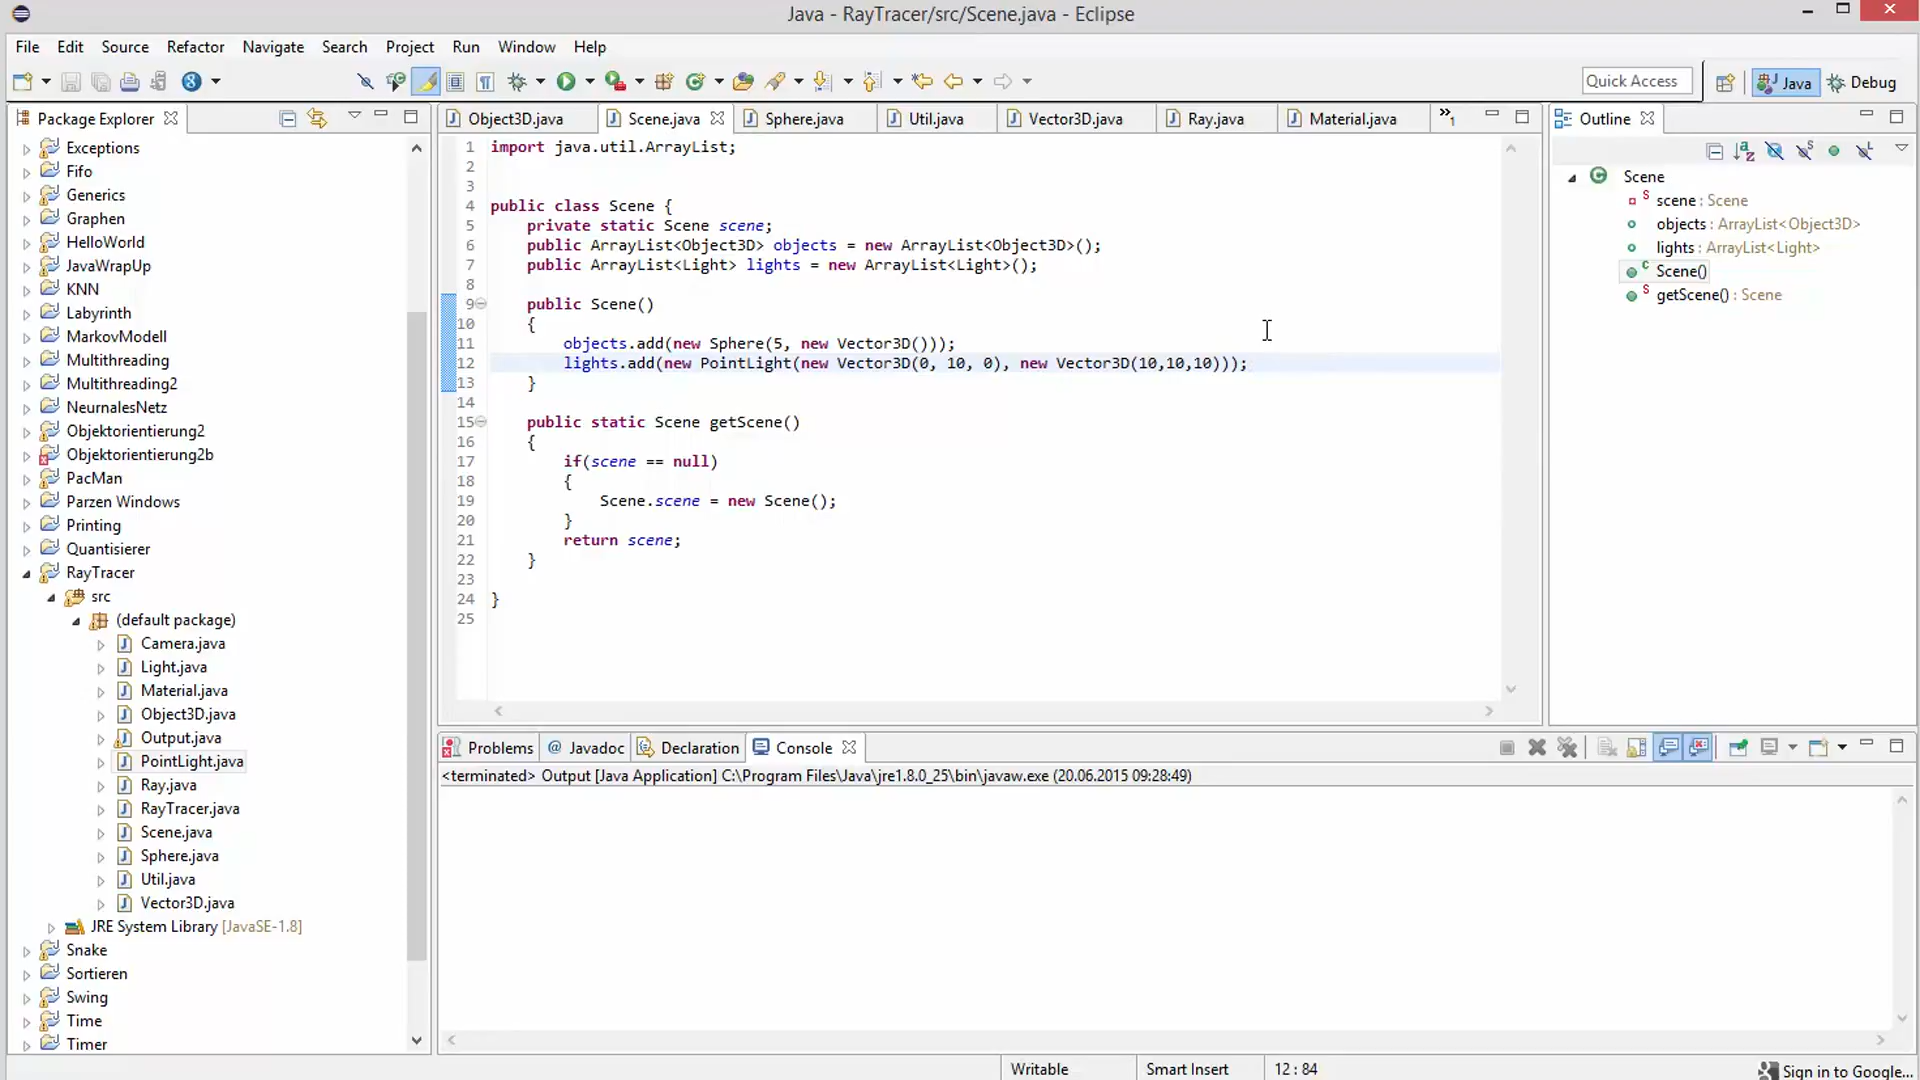 Java - RayTracer/src/Scene.java - Eclipse
File Edit Source Refactor Navigate Search Project Run Window Help
Quick Access Java Debug
Package Explorer
Exceptions
Fifo
Generics
Graphen
HelloWorld
JavaWrapUp
KNN
Labyrinth
MarkovModell
Multithreading
Multithreading2
NeurnalesNetz
Objektorientierung2
Objektorientierung2b
PacMan
Parzen Windows
Printing
Quantisierer
RayTracer
src
(default package)
Camera.java
Light.java
Material.java
Object3D.java
Output.java
PointLight.java
Ray.java
RayTracer.java
Scene.java
Sphere.java
Util.java
Vector3D.java
JRE System Library [JavaSE-1.8]
Snake
Sortieren
Swing
Time
Timer
Object3D.java Scene.java Sphere.java Util.java Vector3D.java Ray.java Material.java »1
1 import java.util.ArrayList;
2
3
4 public class Scene {
5 private static Scene scene;
6 public ArrayList<Object3D> objects = new ArrayList<Object3D>();
7 public ArrayList<Light> lights = new ArrayList<Light>();
8
9 public Scene()
10 {
11 objects.add(new Sphere(5, new Vector3D()));
12 lights.add(new PointLight(new Vector3D(0, 10, 0), new Vector3D(10,10,10)));
13 }
14
15 public static Scene getScene()
16 {
17 if(scene == null)
18 {
19 Scene.scene = new Scene();
20 }
21 return scene;
22 }
23
24 }
25
Outline
Scene
scene : Scene
objects : ArrayList<Object3D>
lights : ArrayList<Light>
Scene()
getScene() : Scene
Problems @ Javadoc Declaration Console
<terminated> Output [Java Application] C:\Program Files\Java\jre1.8.0_25\bin\javaw.exe (20.06.2015 09:28:49)
Writable Smart Insert 12 : 84 Sign in to Google...